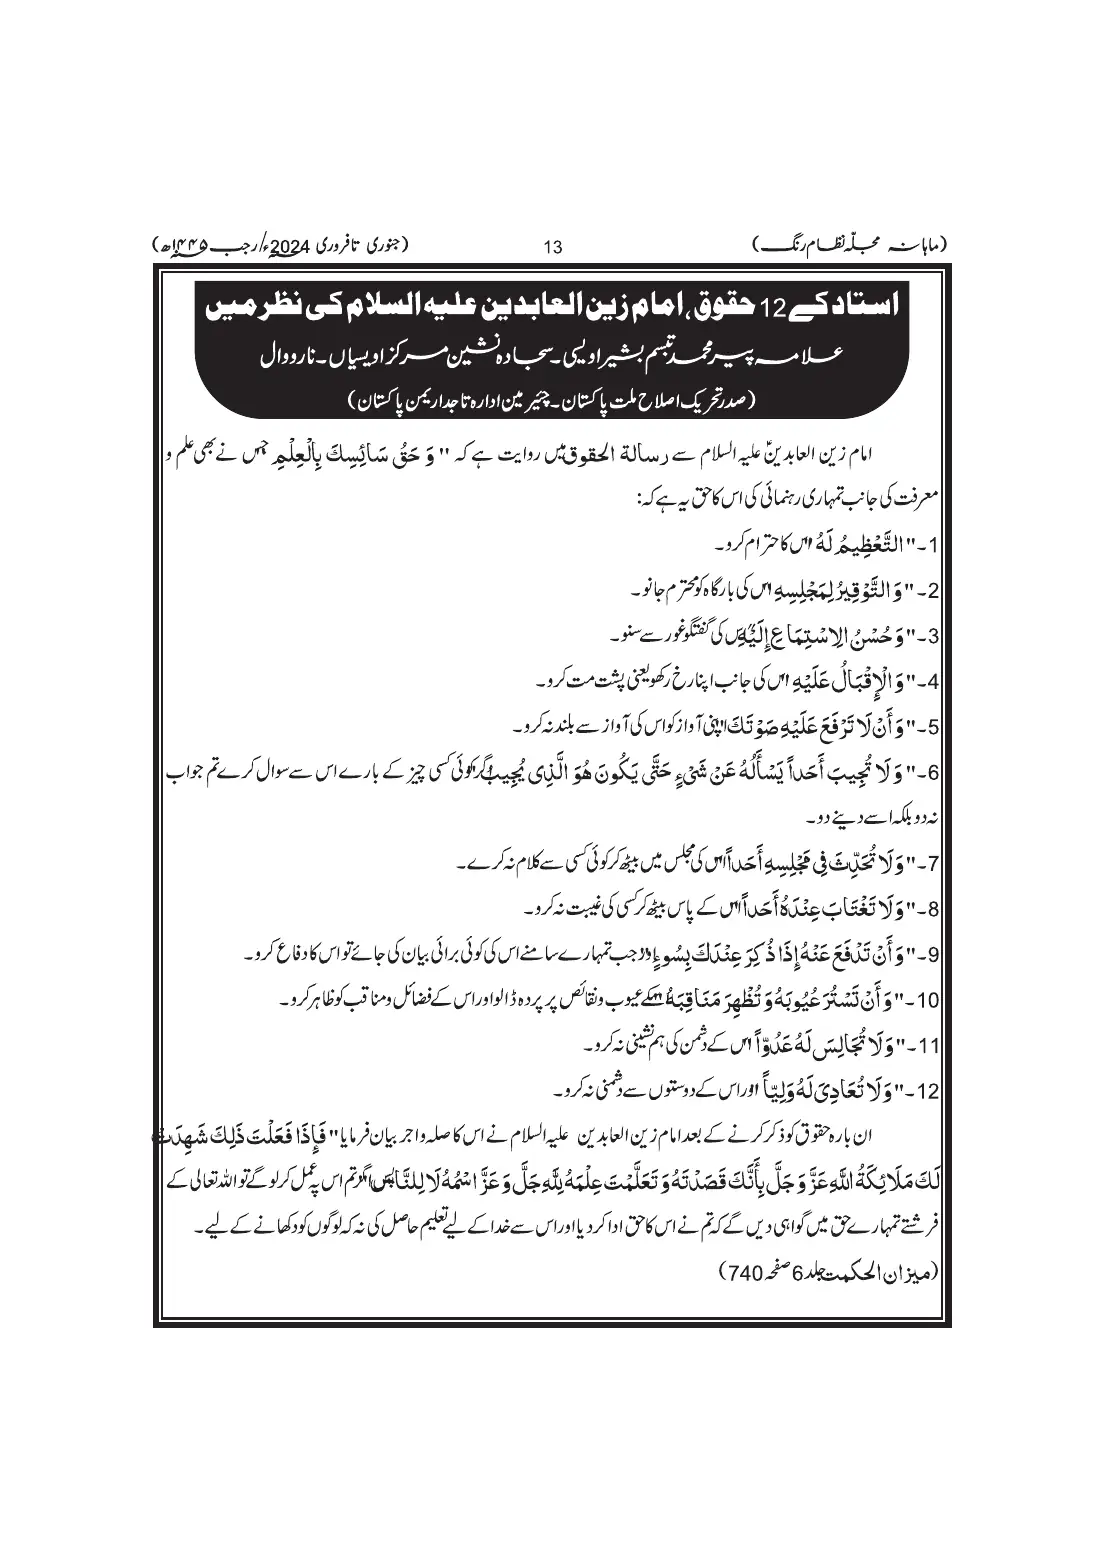 (ماہانہ مجلّہ نظام رنگ) 13 (جنوری تا فروری 2024ء/رجب ۱۴۴۵ھ)
استاد کے 12 حقوق، امام زین العابدین علیہ السلام کی نظر میں
علامہ پیر محمد تبسم بشیر اویسی۔ سجادہ نشین مرکز اویسیاں۔ نارووال
(صدر تحریک اصلاح ملت پاکستان۔ چیئرمین ادارہ تاجدار یمن پاکستان)
امام زین العابدینؑ علیہ السلام سے رسالة الحقوق میں روایت ہے کہ "وَ حَقُّ سَائِسِكَ بِالْعِلْمِ جس نے بھی علم و
معرفت کی جانب تمہاری رہنمائی کی اس کا حق یہ ہے کہ:
1۔ "التَّعْظِيمُ لَهُ" اس کا احترام کرو۔
2۔ "وَ التَّوْقِيرُ لِمَجْلِسِهِ" اس کی بارگاہ کو محترم جانو۔
3۔ "وَ حُسْنُ الِاسْتِمَاعِ إِلَيْهِ" اس کی گفتگو غور سے سنو۔
4۔ "وَ الْإِقْبَالُ عَلَيْهِ" اس کی جانب اپنا رخ رکھو یعنی پشت مت کرو۔
5۔ "وَ أَنْ لَا تَرْفَعَ عَلَيْهِ صَوْتَكَ" اپنی آواز کو اس کی آواز سے بلند نہ کرو۔
6۔ "وَ لَا تُجِيبَ أَحَداً يَسْأَلُهُ عَنْ شَيْءٍ حَتَّى يَكُونَ هُوَ الَّذِي يُجِيبُ" اگر کوئی کسی چیز کے بارے اس سے سوال کرے تم جواب
نہ دو بلکہ اسے دینے دو۔
7۔ "وَ لَا تُحَدِّثَ فِي مَجْلِسِهِ أَحَداً" اس کی مجلس میں بیٹھ کر کوئی کسی سے کلام نہ کرے۔
8۔ "وَ لَا تَغْتَابَ عِنْدَهُ أَحَداً" اس کے پاس بیٹھ کر کسی کی غیبت نہ کرو۔
9۔ "وَ أَنْ تَدْفَعَ عَنْهُ إِذَا ذُكِرَ عِنْدَكَ بِسُوءٍ" اور جب تمہارے سامنے اس کی کوئی برائی بیان کی جائے تو اس کا دفاع کرو۔
10۔ "وَ أَنْ تَسْتُرَ عُيُوبَهُ وَ تُظْهِرَ مَنَاقِبَهُ" اسکے عیوب و نقائص پر پردہ ڈالو اور اس کے فضائل و مناقب کو ظاہر کرو۔
11۔ "وَ لَا تُجَالِسَ لَهُ عَدُوّاً" اس کے دشمن کی ہم نشینی نہ کرو۔
12۔ "وَ لَا تُعَادِيَ لَهُ وَلِيّاً" اور اس کے دوستوں سے دشمنی نہ کرو۔
ان بارہ حقوق کو ذکر کرنے کے بعد امام زین العابدین علیہ السلام نے اس کا صلہ و اجر بیان فرمایا "فَإِذَا فَعَلْتَ ذَلِكَ شَهِدَتْ
لَكَ مَلَائِكَةُ اللَّهِ عَزَّ وَ جَلَّ بِأَنَّكَ قَصَدْتَهُ وَ تَعَلَّمْتَ عِلْمَهُ لِلَّهِ جَلَّ وَ عَزَّ اسْمُهُ لَا لِلنَّاسِ" اگر تم اس پہ عمل کر لو گے تو اللہ تعالی کے
فرشتے تمہارے حق میں گواہی دیں گے کہ تم نے اس کا حق ادا کر دیا اور اس سے خدا کے لیے تعلیم حاصل کی نہ کہ لوگوں کو دکھانے کے لیے۔
(میزان الحکمت جلد 6 صفحہ 740)